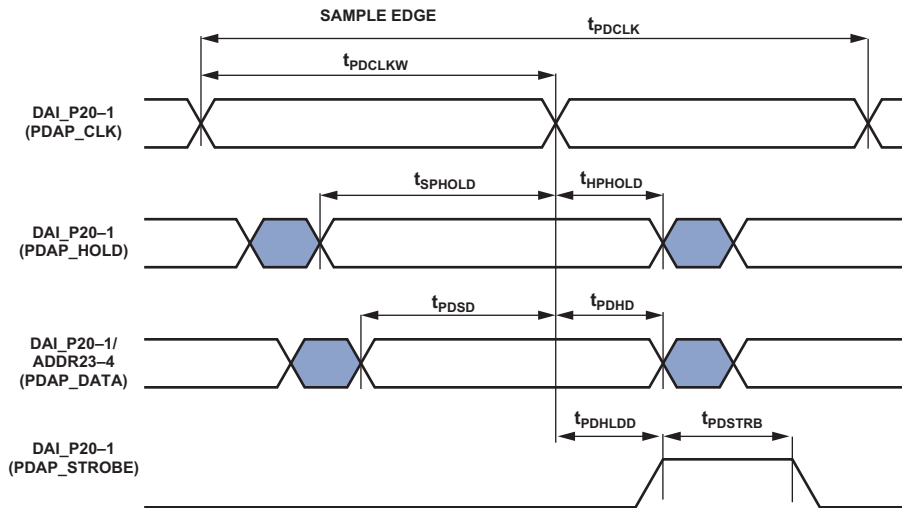 SAMPLE EDGE
tPDCLK
tPDCLKW
DAI_P20–1
(PDAP_CLK)
tSPHOLD
tHPHOLD
DAI_P20–1
(PDAP_HOLD)
tPDSD
tPDHD
DAI_P20–1/
ADDR23–4
(PDAP_DATA)
tPDHLDD
tPDSTRB
DAI_P20–1
(PDAP_STROBE)